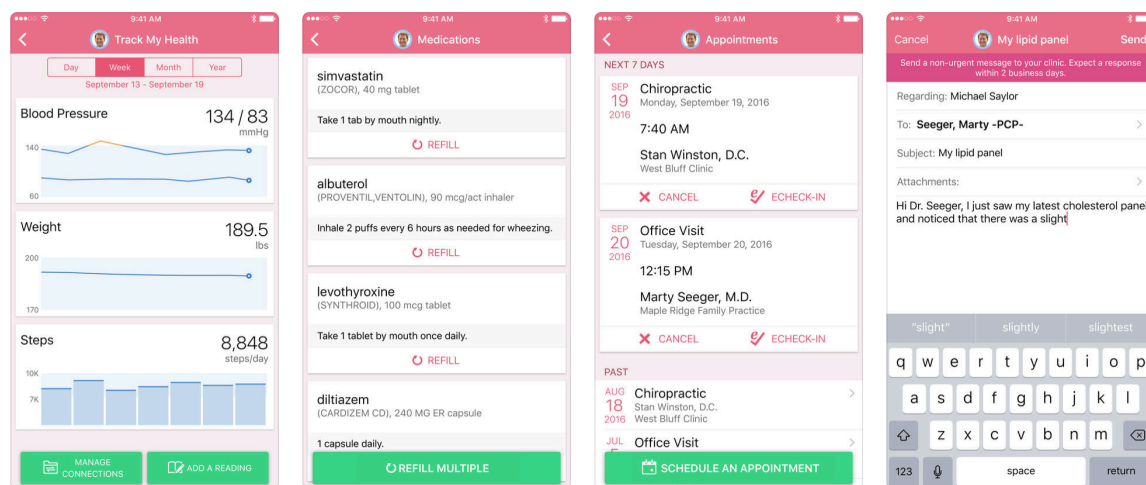 9:41 AM
Track My Health
Day Week Month Year
September 13 - September 19
Blood Pressure 134 / 83
mmHg
140
60
Weight 189.5
lbs
200
170
Steps 8,848
steps/day
10K
7K
MANAGE CONNECTIONS
ADD A READING
9:41 AM
Medications
simvastatin
(ZOCOR), 40 mg tablet
Take 1 tab by mouth nightly.
REFILL
albuterol
(PROVENTIL,VENTOLIN), 90 mcg/act inhaler
Inhale 2 puffs every 6 hours as needed for wheezing.
REFILL
levothyroxine
(SYNTHROID), 100 mcg tablet
Take 1 tablet by mouth once daily.
REFILL
diltiazem
(CARDIZEM CD), 240 MG ER capsule
1 capsule daily.
REFILL MULTIPLE
9:41 AM
Appointments
NEXT 7 DAYS
SEP 19 2016
Chiropractic
Monday, September 19, 2016
7:40 AM
Stan Winston, D.C.
West Bluff Clinic
CANCEL eCHECK-IN
SEP 20 2016
Office Visit
Tuesday, September 20, 2016
12:15 PM
Marty Seeger, M.D.
Maple Ridge Family Practice
CANCEL eCHECK-IN
PAST
AUG 18 2016
Chiropractic
Stan Winston, D.C.
West Bluff Clinic
JUL
Office Visit
SCHEDULE AN APPOINTMENT
9:41 AM
Cancel My lipid panel Send
Send a non-urgent message to your clinic. Expect a response
within 2 business days.
Regarding: Michael Saylor
To: Seeger, Marty -PCP-
Subject: My lipid panel
Attachments:
Hi Dr. Seeger, I just saw my latest cholesterol panel
and noticed that there was a slight
"slight" slightly slightest
q w e r t y u i o p
a s d f g h j k l
z x c v b n m
123 space return